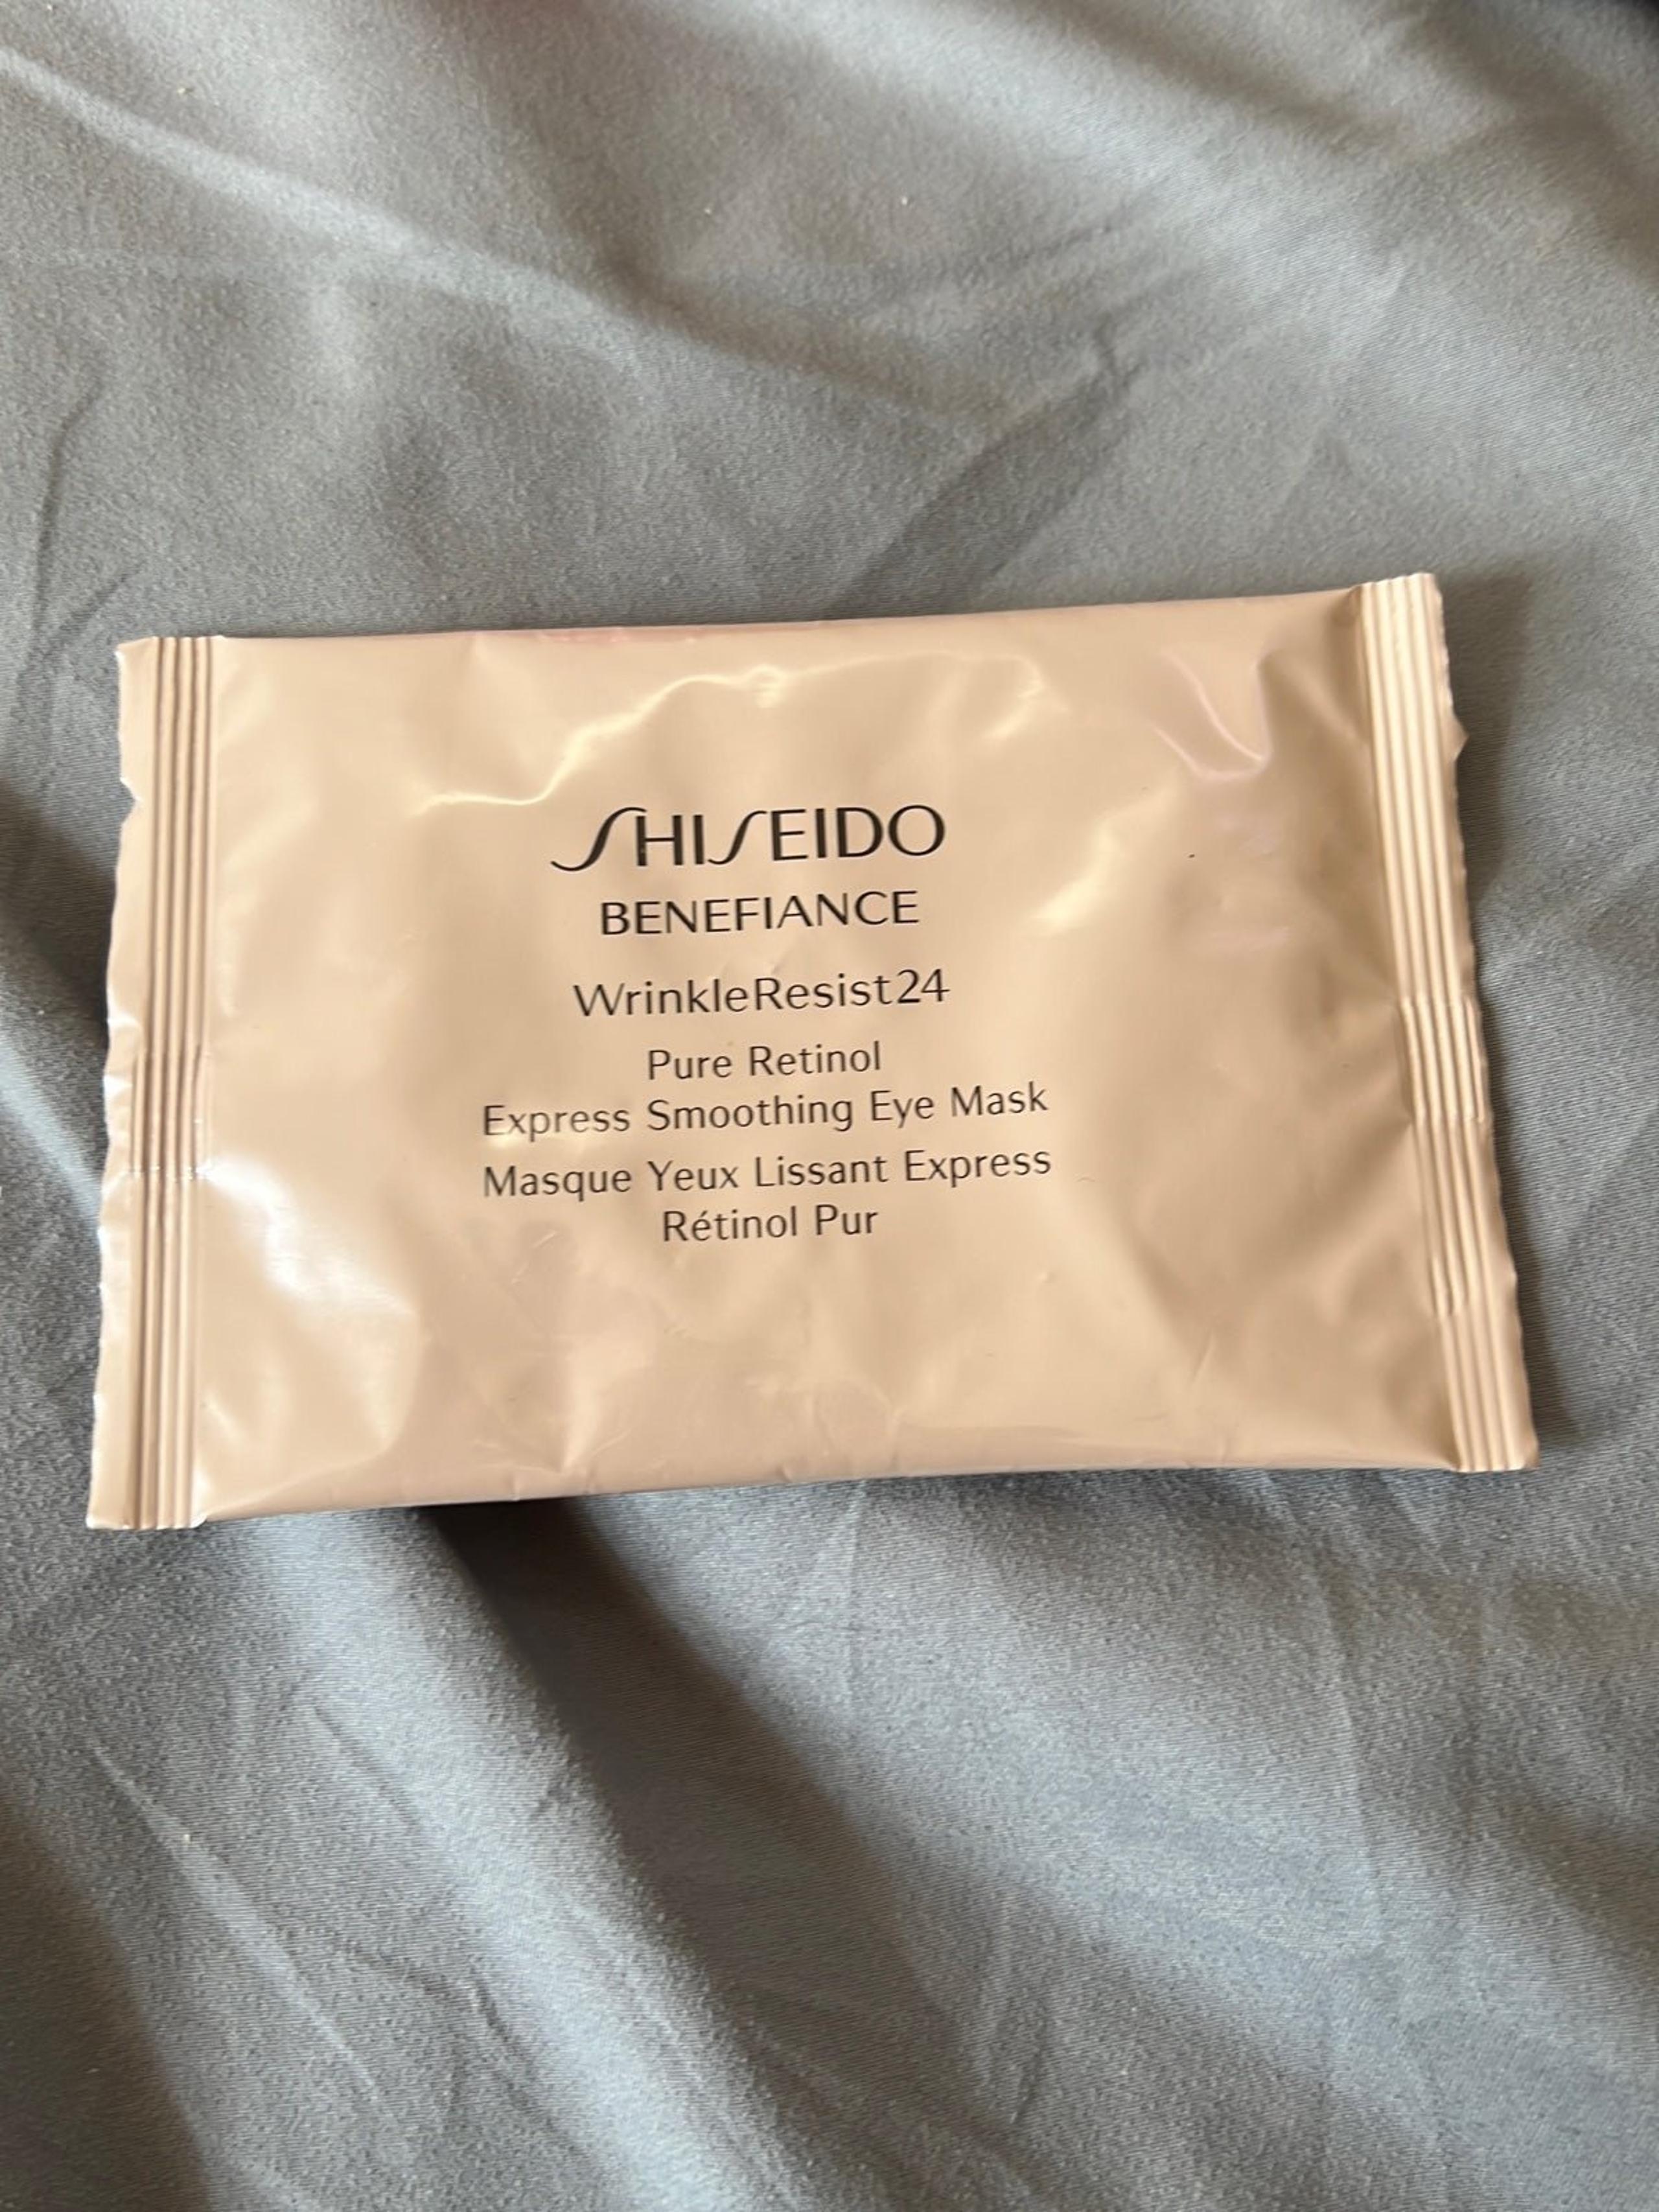 SHISEIDO
BENEFIANCE
WrinkleResist24
Pure Retinol
Express Smoothing Eye Mask
Masque Yeux Lissant Express
Rétinol Pur